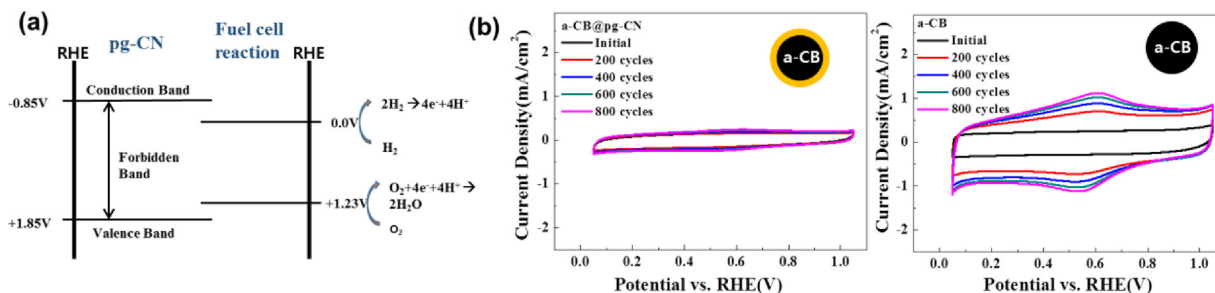 (a)
pg-CN
Fuel cell
reaction
RHE
RHE
-0.85V
Conduction Band
Forbidden
Band
+1.85V
Valence Band
0.0V
2H₂→4e⁻+4H⁺
H₂
+1.23V
O₂+4e⁻+4H⁺→
2H₂O
O₂
(b)
a-CB@pg-CN
Initial
200 cycles
400 cycles
600 cycles
800 cycles
a-CB
Current Density(mA/cm²)
2
1
0
-1
-2
0.0 0.2 0.4 0.6 0.8 1.0
Potential vs. RHE(V)
a-CB
Initial
200 cycles
400 cycles
600 cycles
800 cycles
a-CB
Current Density(mA/cm²)
2
1
0
-1
-2
0.0 0.2 0.4 0.6 0.8 1.0
Potential vs. RHE(V)